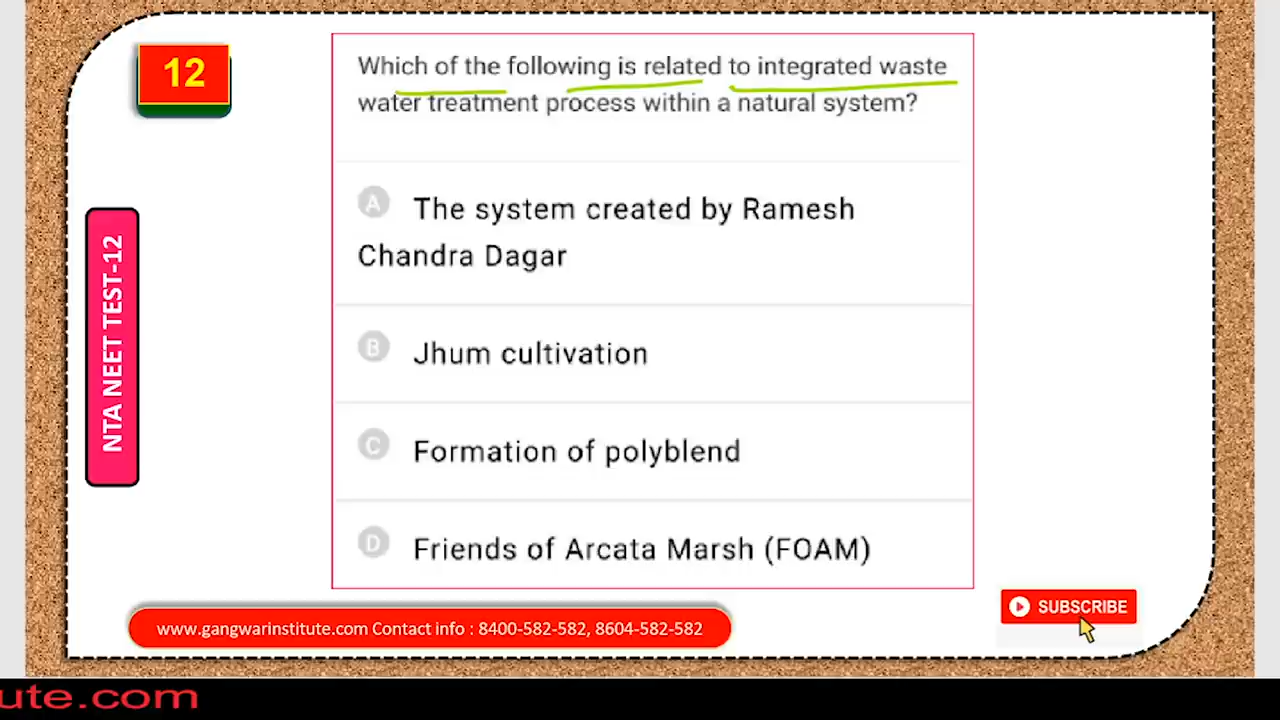 12
Which of the following is related to integrated waste
water treatment process within a natural system?
A The system created by Ramesh
Chandra Dagar
B Jhum cultivation
C Formation of polyblend
D Friends of Arcata Marsh (FOAM)
NTA NEET TEST-12
SUBSCRIBE
www.gangwarinstitute.com Contact info : 8400-582-582, 8604-582-582
ute.com